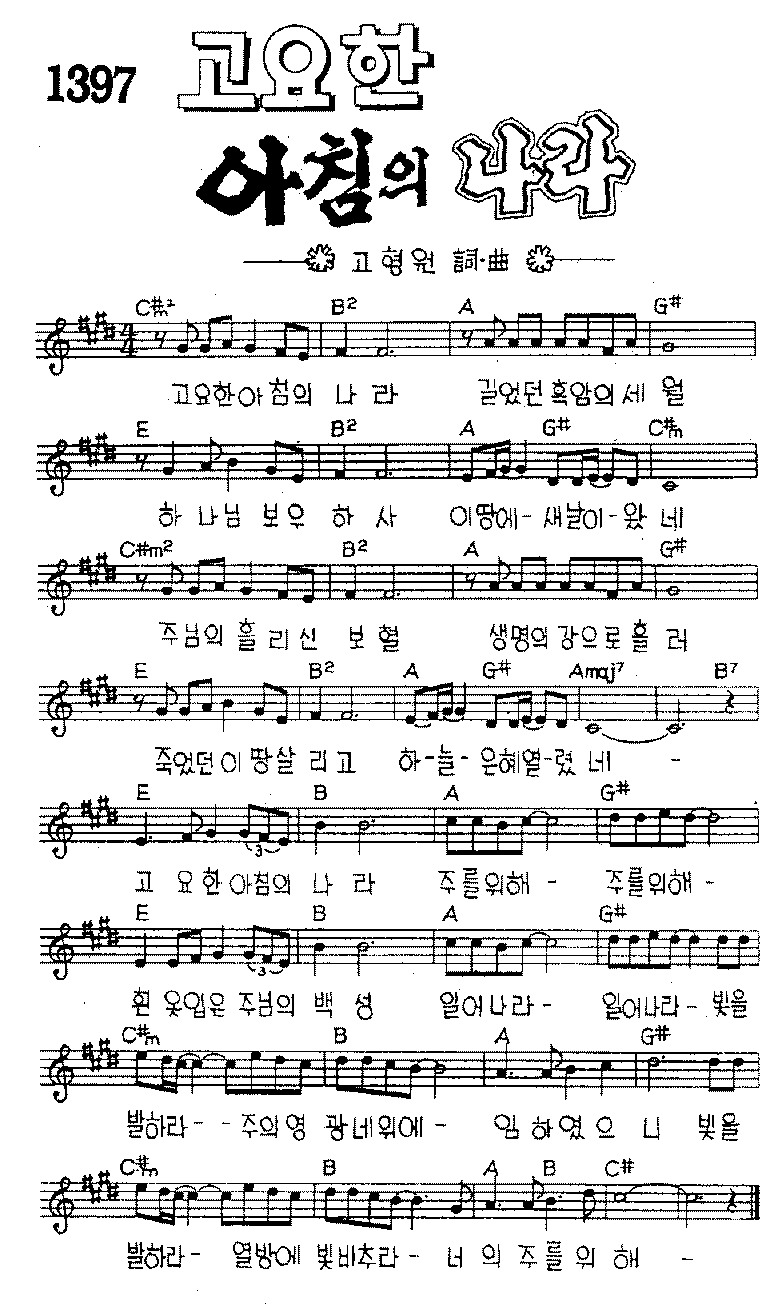 1397 고요한
아침의 나라
고형원 詞·曲
C#m² B² A G#
고요한아침의 나라 길었던흑암의세월
E B² A G# C#m
하나님 보우하사 이땅에-새날이-왔네
C#m² B² A G#
주님의흘리신 보혈 생명의강으로흘러
E B² A G# Amaj⁷ B⁷
죽었던이땅살리고 하-늘-은혜열-렸네 -
E B A G#
고 요한아침의 나라 주를위해- 주를위해-
3
E B A G#
3
흰 옷입은주님의 백성 일어나라- 일어나라-빛을
C#m B A G#
발하라--주의영광네위에- 임하였으니 빛을
C#m B A B C#
발하라- 열방에빛비추라- 너의주를위해 -